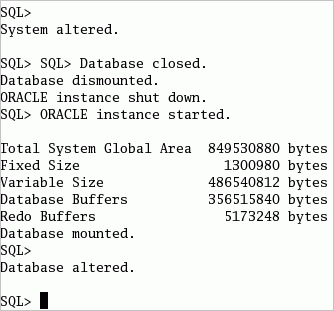 SQL>
System altered.
SQL> SQL> Database closed.
Database dismounted.
ORACLE instance shut down.
SQL> ORACLE instance started.
Total System Global Area 849530880 bytes
Fixed Size 1300980 bytes
Variable Size 486540812 bytes
Database Buffers 356515840 bytes
Redo Buffers 5173248 bytes
Database mounted.
SQL>
Database altered.
SQL>